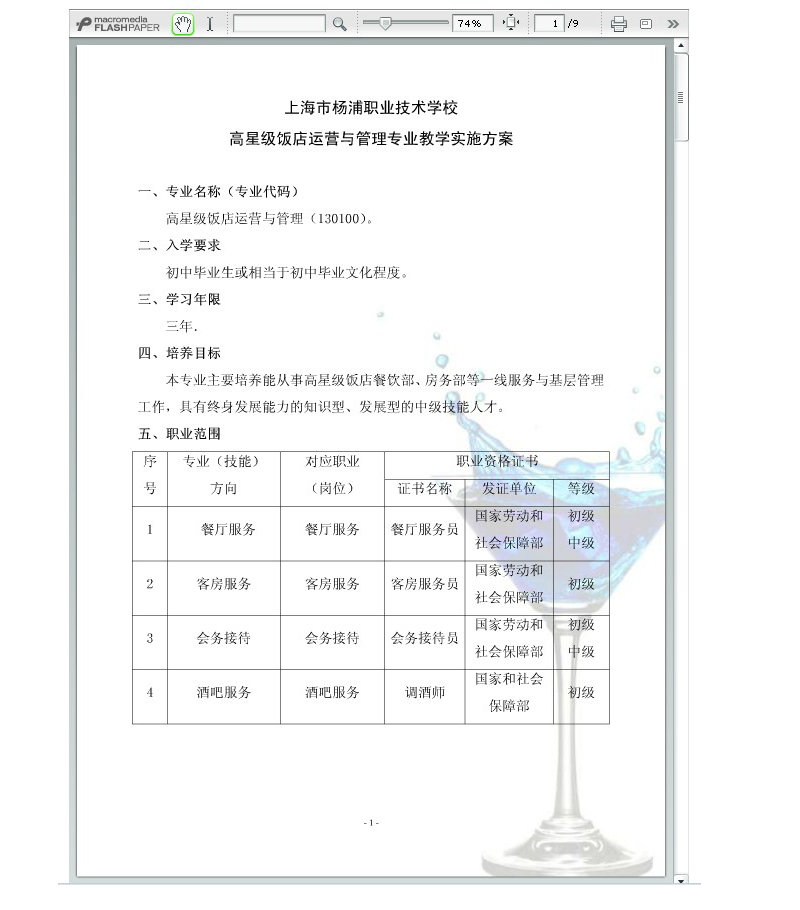 macromedia
FLASHPAPER
74%
1 /9
上海市杨浦职业技术学校
高星级饭店运营与管理专业教学实施方案
一、专业名称（专业代码）
高星级饭店运营与管理（130100）。
二、入学要求
初中毕业生或相当于初中毕业文化程度。
三、学习年限
三年.
四、培养目标
本专业主要培养能从事高星级饭店餐饮部、房务部等一线服务与基层管理
工作，具有终身发展能力的知识型、发展型的中级技能人才。
五、职业范围
序 专业（技能） 对应职业 职业资格证书
号 方向 （岗位） 证书名称 发证单位 等级
国家劳动和 初级
1 餐厅服务 餐厅服务 餐厅服务员
社会保障部 中级
国家劳动和
2 客房服务 客房服务 客房服务员 初级
社会保障部
国家劳动和 初级
3 会务接待 会务接待 会务接待员
社会保障部 中级
国家和社会
4 酒吧服务 酒吧服务 调酒师 初级
保障部
- 1 -